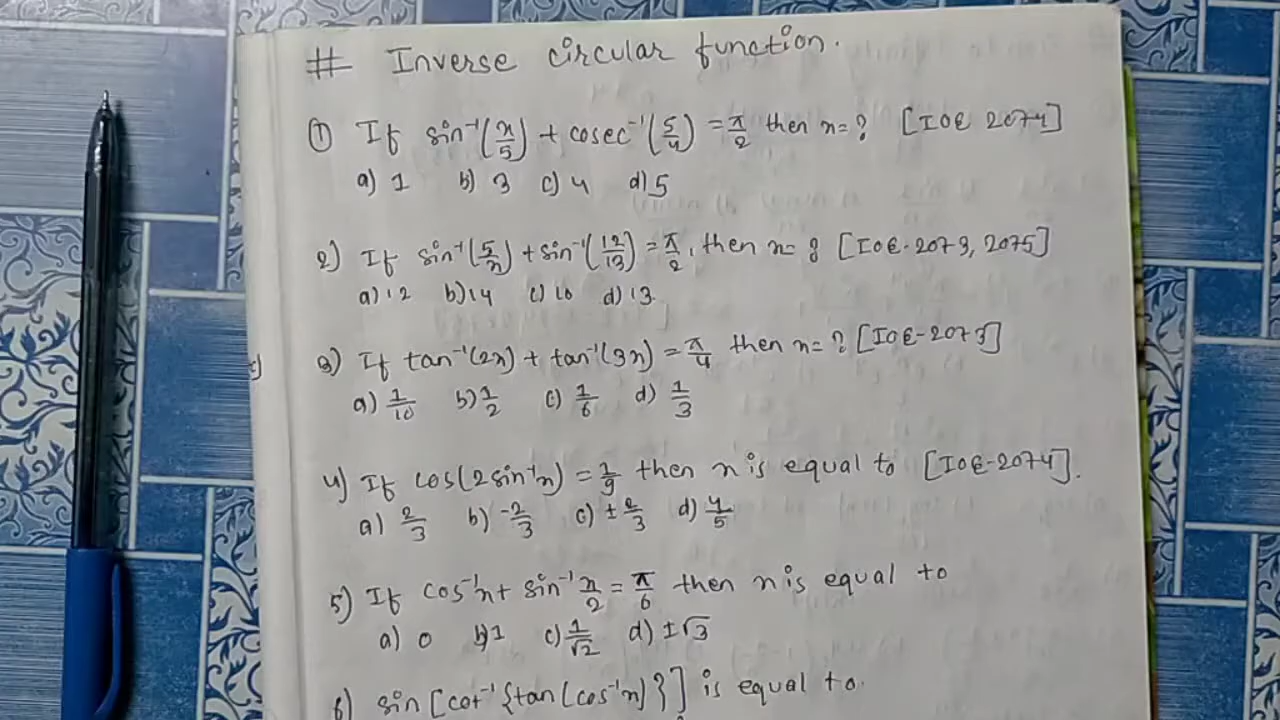 # Inverse circular function.
① If sin⁻¹(x/5) + cosec⁻¹(5/4) = π/2 then x=? [IOE 2074]
a) 1 b) 3 c) 4 d) 5
2) If sin⁻¹(5/x) + sin⁻¹(12/13) = π/2, then x=? [IOE-2073, 2075]
a) 12 b) 14 c) 10 d) 13.
3) If tan⁻¹(2x) + tan⁻¹(3x) = π/4 then x=? [IOE-2073]
a) 1/10 b) 1/2 c) 1/6 d) 1/3
4) If cos(2sin⁻¹x) = 1/9 then x is equal to [IOE-2074].
a) 2/3 b) -2/3 c) ±2/3 d) 4/5
5) If cos⁻¹x + sin⁻¹ x/2 = π/6 then x is equal to
a) 0 b) 1 c) 1/√2 d) ±√3
6) sin[cot⁻¹{tan(cos⁻¹x)}] is equal to.